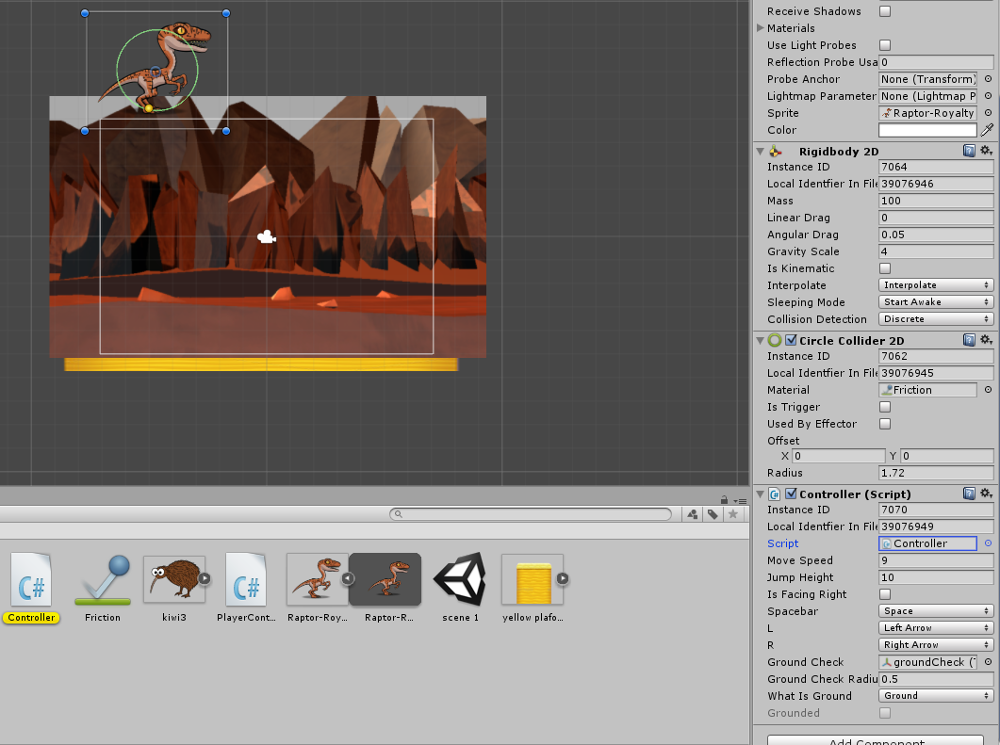 Receive Shadows
Materials
Use Light Probes
Reflection Probe Usa 0
Probe Anchor None (Transform)
Lightmap Parameter None (Lightmap P
Sprite Raptor-Royalty
Color
Rigidbody 2D
Instance ID 7064
Local Identfier In File 39076946
Mass 100
Linear Drag 0
Angular Drag 0.05
Gravity Scale 4
Is Kinematic
Interpolate Interpolate
Sleeping Mode Start Awake
Collision Detection Discrete
Circle Collider 2D
Instance ID 7062
Local Identfier In File 39076945
Material Friction
Is Trigger
Used By Effector
Offset
X 0 Y 0
Radius 1.72
Controller (Script)
Instance ID 7070
Local Identfier In File 39076949
Script Controller
Move Speed 9
Jump Height 10
Is Facing Right
Spacebar Space
L Left Arrow
R Right Arrow
Ground Check groundCheck (T
Ground Check Radiu 0.5
What Is Ground Ground
Grounded
Add Component
C# C#
Controller Friction kiwi3 PlayerCont... Raptor-Roy... Raptor-R... scene 1 yellow plafo...